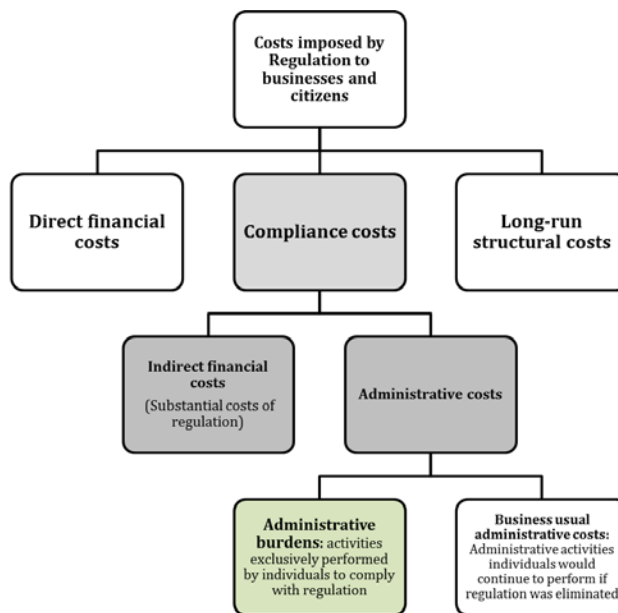 Costs imposed by
Regulation to
businesses and
citizens
Direct financial
costs
Compliance costs
Long-run
structural costs
Indirect financial
costs
(Substantial costs of
regulation)
Administrative costs
Administrative
burdens: activities
exclusively performed
by individuals to comply
with regulation
Business usual
administrative costs:
Administrative activities
individuals would
continue to perform if
regulation was eliminated